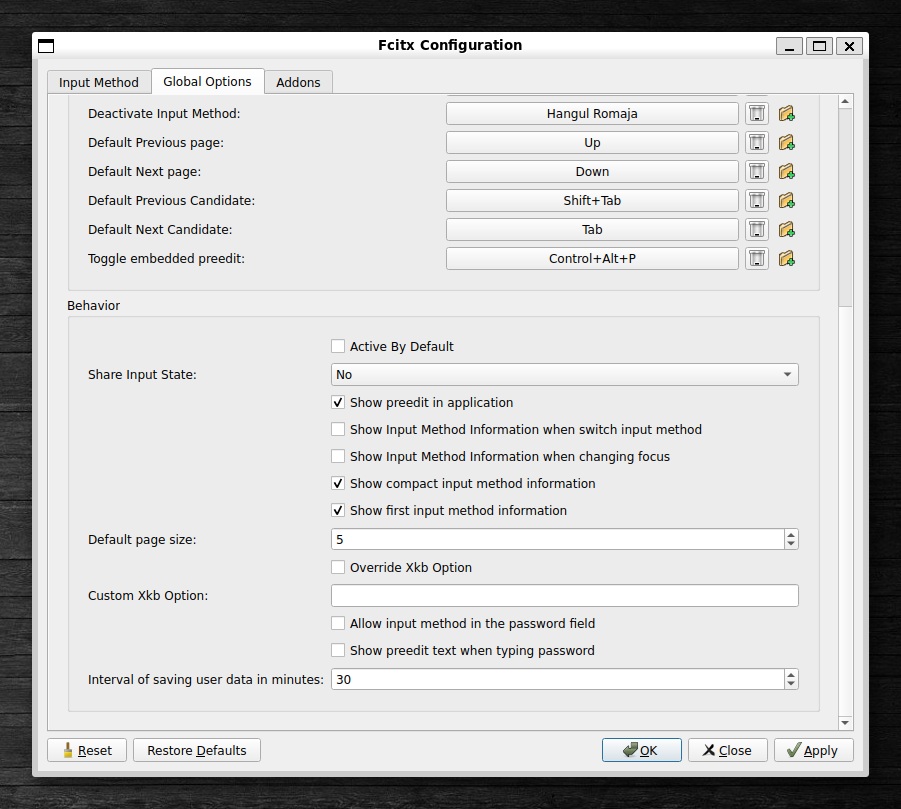 Fcitx Configuration
Input Method Global Options Addons
Deactivate Input Method: Hangul Romaja
Default Previous page: Up
Default Next page: Down
Default Previous Candidate: Shift+Tab
Default Next Candidate: Tab
Toggle embedded preedit: Control+Alt+P
Behavior
Active By Default
Share Input State: No
Show preedit in application
Show Input Method Information when switch input method
Show Input Method Information when changing focus
Show compact input method information
Show first input method information
Default page size: 5
Override Xkb Option
Custom Xkb Option:
Allow input method in the password field
Show preedit text when typing password
Interval of saving user data in minutes: 30
Reset Restore Defaults OK Close Apply